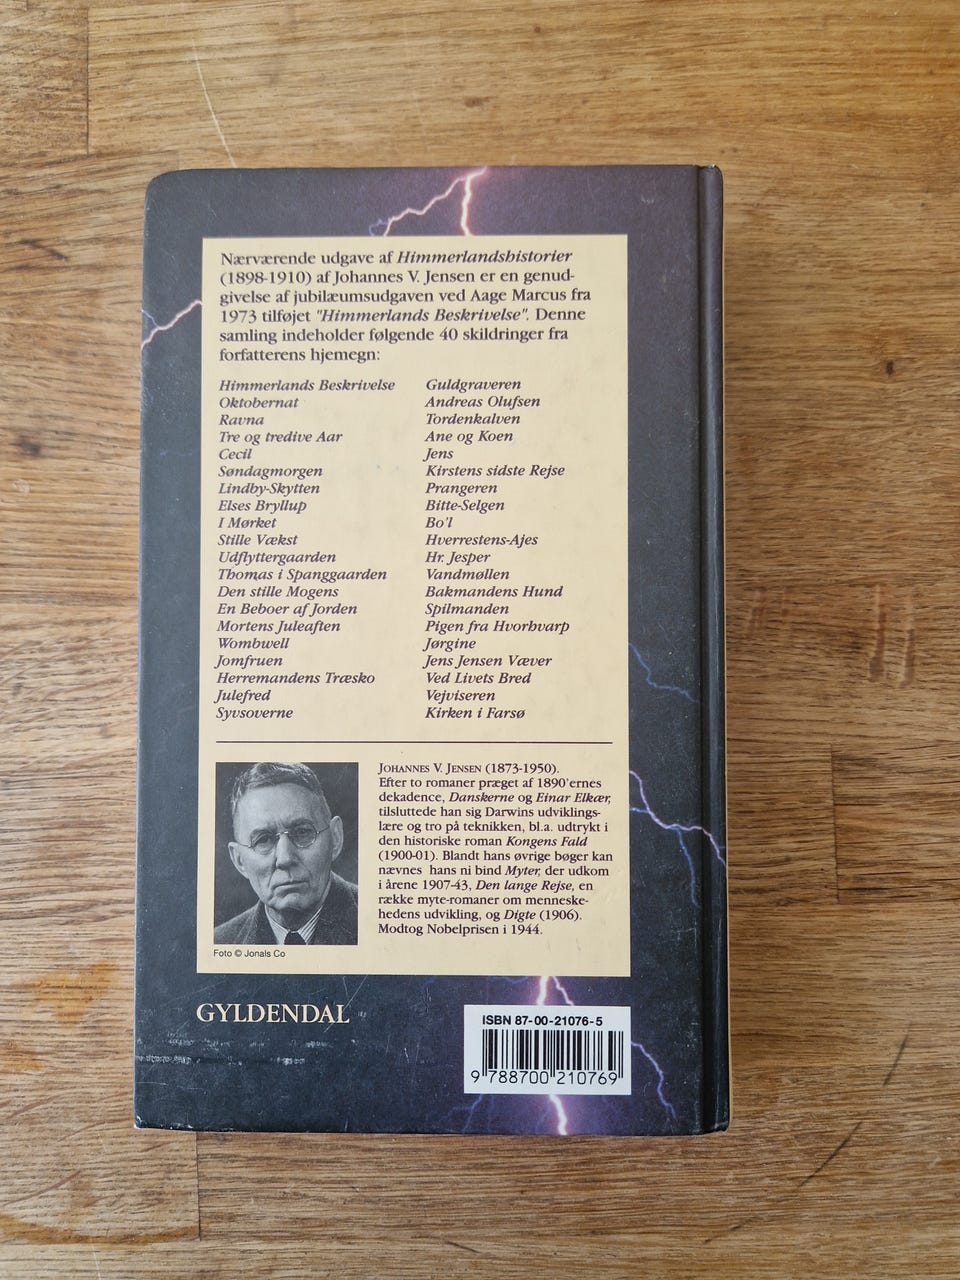 Nærværende udgave af Himmerlandshistorier
(1898-1910) af Johannes V. Jensen er en genud-
givelse af jubilæumsudgaven ved Aage Marcus fra
1973 tilføjet "Himmerlands Beskrivelse". Denne
samling indeholder følgende 40 skildringer fra
forfatterens hjemegn:
Himmerlands Beskrivelse
Oktobernat
Ravna
Tre og tredive Aar
Cecil
Søndagmorgen
Lindby-Skytten
Elses Bryllup
I Mørket
Stille Vækst
Udflyttergaarden
Thomas i Spanggaarden
Den stille Mogens
En Beboer af Jorden
Mortens Juleaften
Wombwell
Jomfruen
Herremandens Træsko
Julefred
Syvsoverne
Guldgraveren
Andreas Olufsen
Tordenkalven
Ane og Koen
Jens
Kirstens sidste Rejse
Prangeren
Bitte-Selgen
Bo'l
Hverrestens-Ajes
Hr. Jesper
Vandmøllen
Bakmandens Hund
Spilmanden
Pigen fra Hvorhvarp
Jørgine
Jens Jensen Væver
Ved Livets Bred
Vejviseren
Kirken i Farsø
JOHANNES V. JENSEN (1873-1950).
Efter to romaner præget af 1890'ernes
dekadence, Danskerne og Einar Elkær,
tilsluttede han sig Darwins udviklings-
lære og tro på teknikken, bl.a. udtrykt i
den historiske roman Kongens Fald
(1900-01). Blandt hans øvrige bøger kan
nævnes hans ni bind Myter, der udkom
i årene 1907-43, Den lange Rejse, en
række myte-romaner om menneske-
hedens udvikling, og Digte (1906).
Modtog Nobelprisen i 1944.
Foto © Jonals Co
GYLDENDAL
ISBN 87-00-21076-5
9 788700 210769